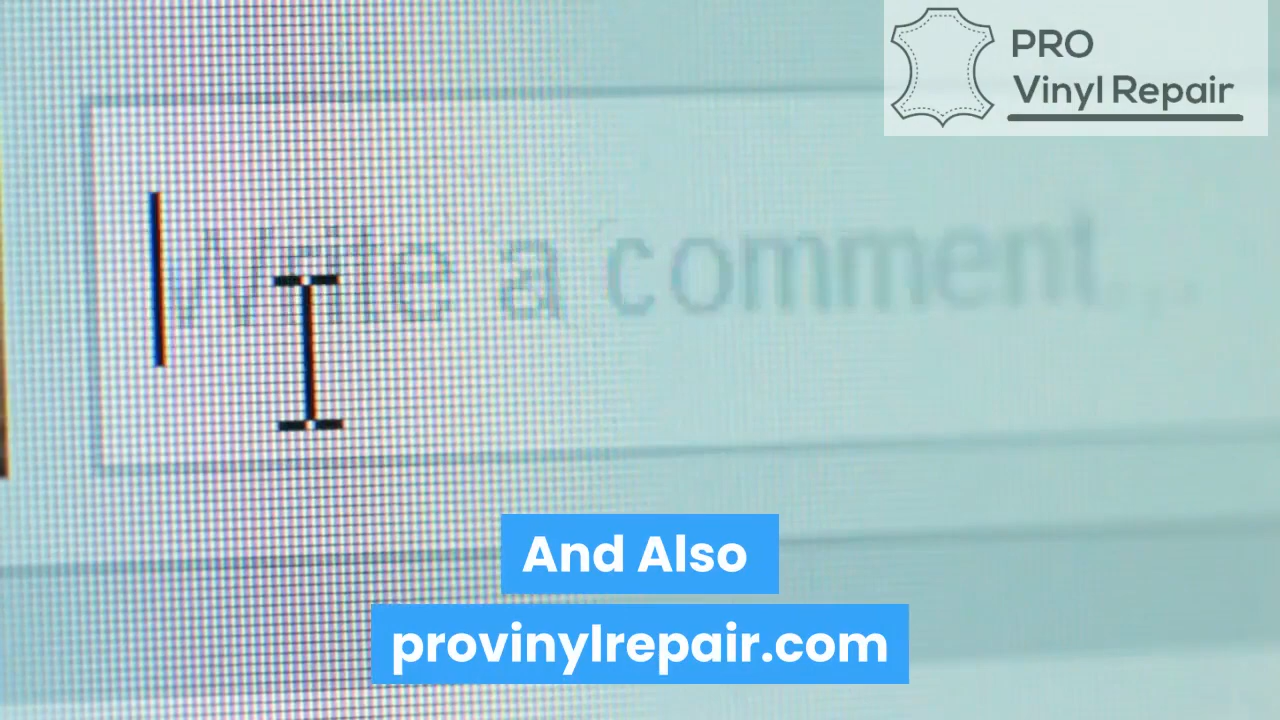 PRO
Vinyl Repair
Write a comment...
And Also
provinylrepair.com